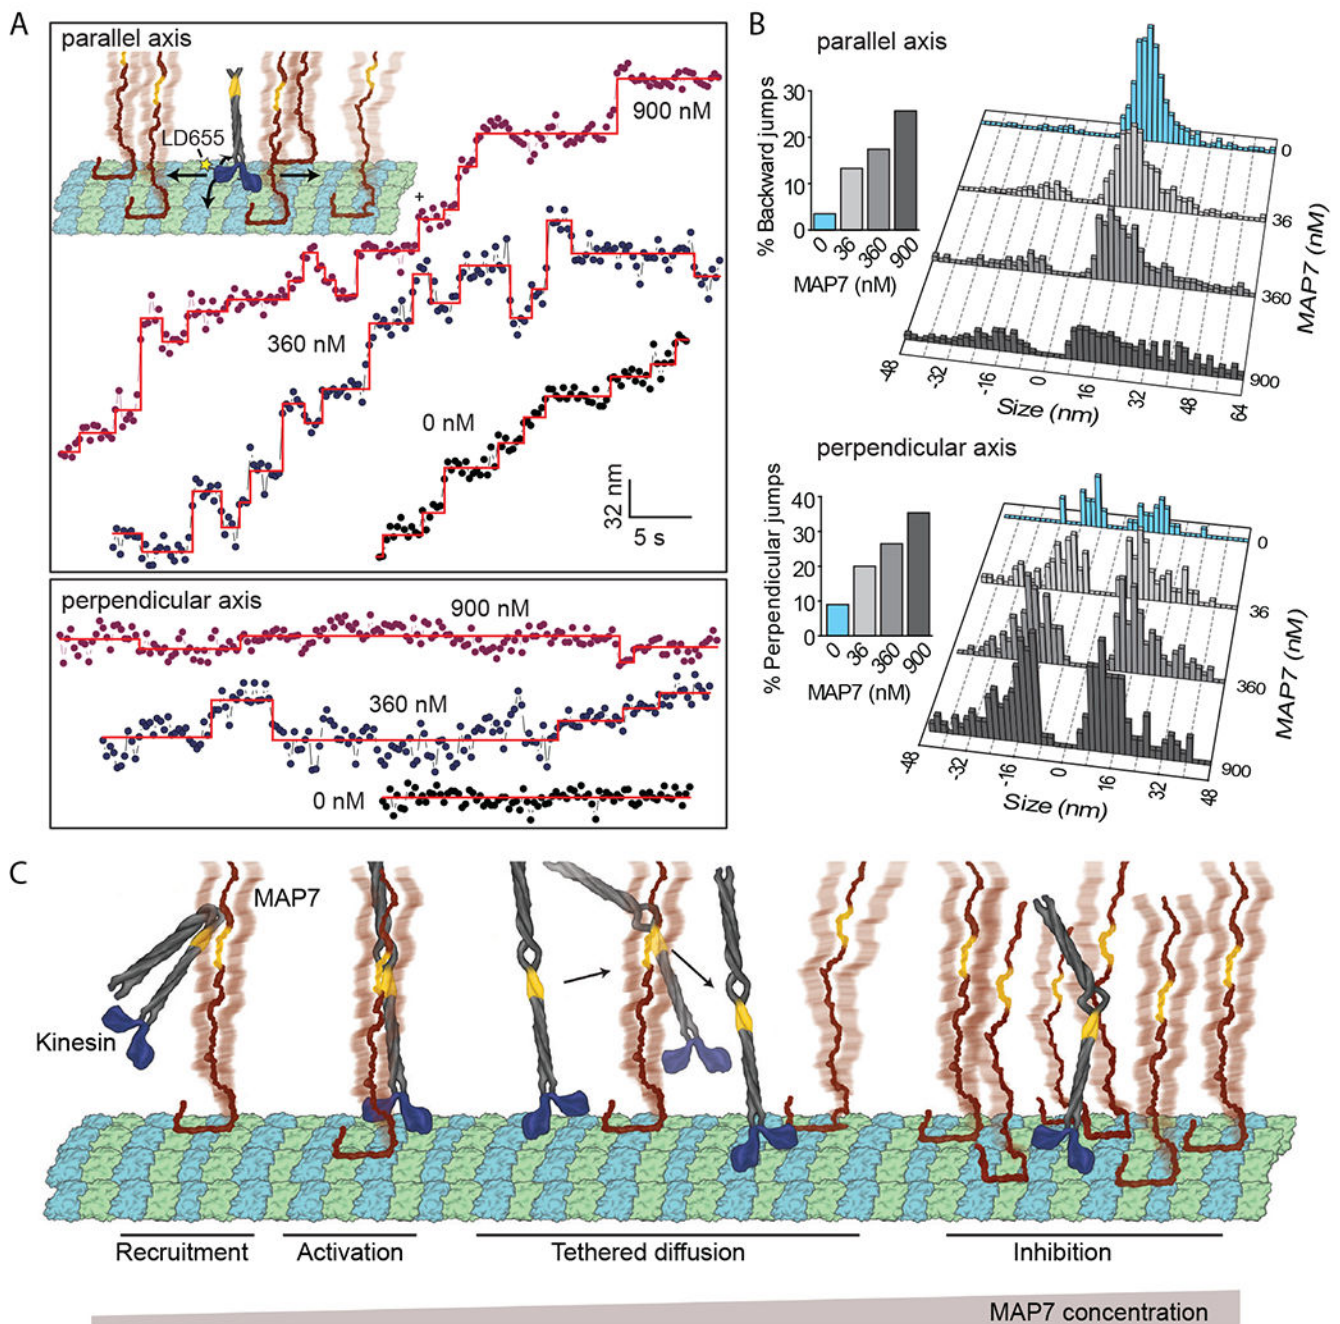 A
parallel axis
LD655
900 nM
+
360 nM
0 nM
32 nm
5 s
perpendicular axis
900 nM
360 nM
0 nM
B
parallel axis
% Backward jumps
30
20
10
0
0
36
360
900
MAP7 (nM)
0
36
360
900
MAP7 (nM)
-48
-32
-16
0
16
32
48
64
Size (nm)
perpendicular axis
% Perpendicular jumps
40
30
20
10
0
0
36
360
900
MAP7 (nM)
0
36
360
900
MAP7 (nM)
-48
-32
-16
0
16
32
48
Size (nm)
C
MAP7
Kinesin
Recruitment
Activation
Tethered diffusion
Inhibition
MAP7 concentration